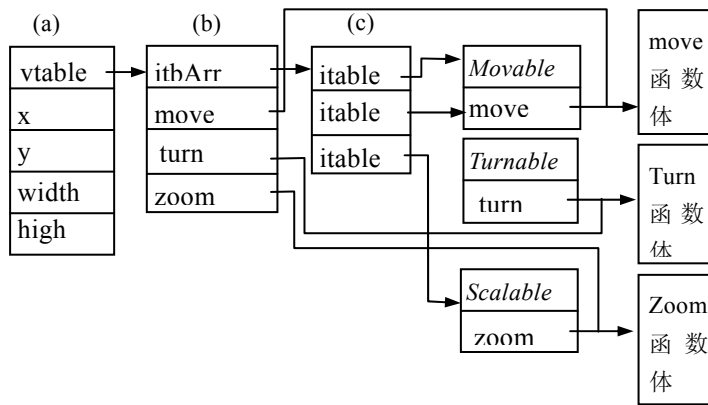 (a)
(b)
(c)
vtable
x
y
width
high
itbArr
move
turn
zoom
itable
itable
itable
Movable
move
Turnable
turn
Scalable
zoom
move
函 数
体
Turn
函 数
体
Zoom
函 数
体